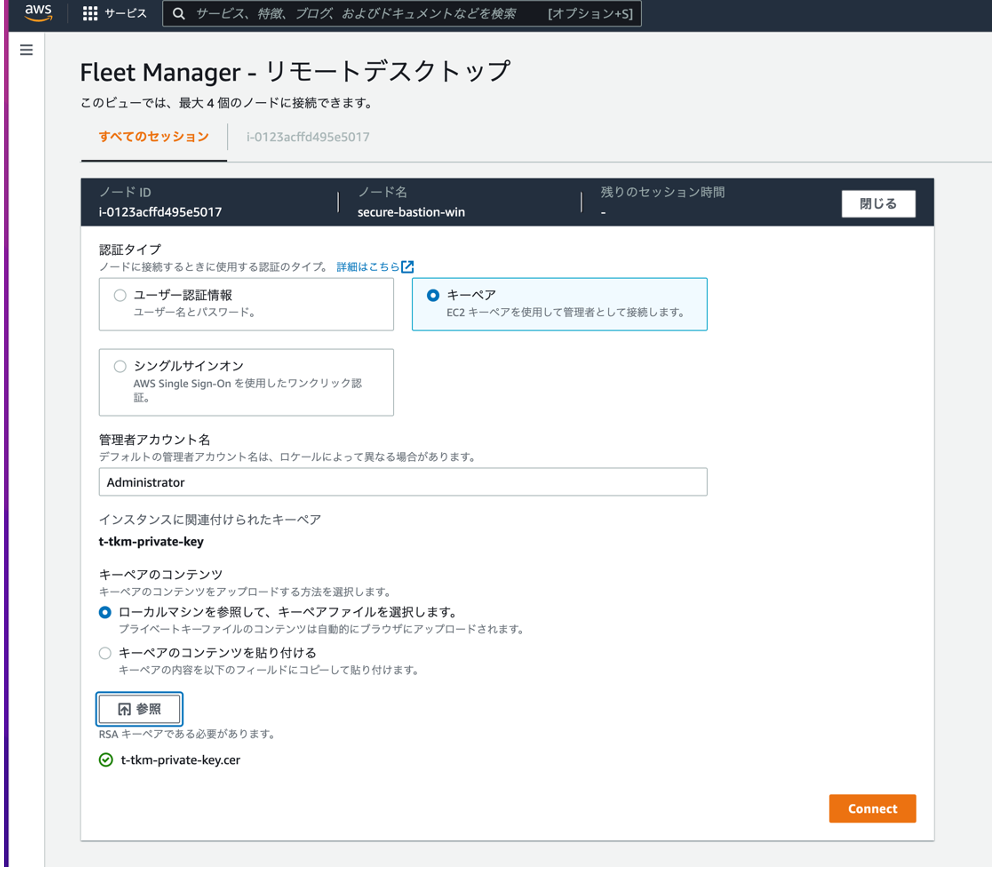 aws
サービス
サービス、特徴、ブログ、およびドキュメントなどを検索
[オプション+S]
Fleet Manager - リモートデスクトップ
このビューでは、最大 4 個のノードに接続できます。
すべてのセッション
i-0123acffd495e5017
ノード ID
i-0123acffd495e5017
ノード名
secure-bastion-win
残りのセッション時間
-
閉じる
認証タイプ
ノードに接続するときに使用する認証のタイプ。 詳細はこちら
ユーザー認証情報
ユーザー名とパスワード。
キーペア
EC2 キーペアを使用して管理者として接続します。
シングルサインオン
AWS Single Sign-On を使用したワンクリック認
証。
管理者アカウント名
デフォルトの管理者アカウント名は、ロケールによって異なる場合があります。
Administrator
インスタンスに関連付けられたキーペア
t-tkm-private-key
キーペアのコンテンツ
キーペアのコンテンツをアップロードする方法を選択します。
ローカルマシンを参照して、キーペアファイルを選択します。
プライベートキーファイルのコンテンツは自動的にブラウザにアップロードされます。
キーペアのコンテンツを貼り付ける
キーペアの内容を以下のフィールドにコピーして貼り付けます。
参照
RSA キーペアである必要があります。
t-tkm-private-key.cer
Connect